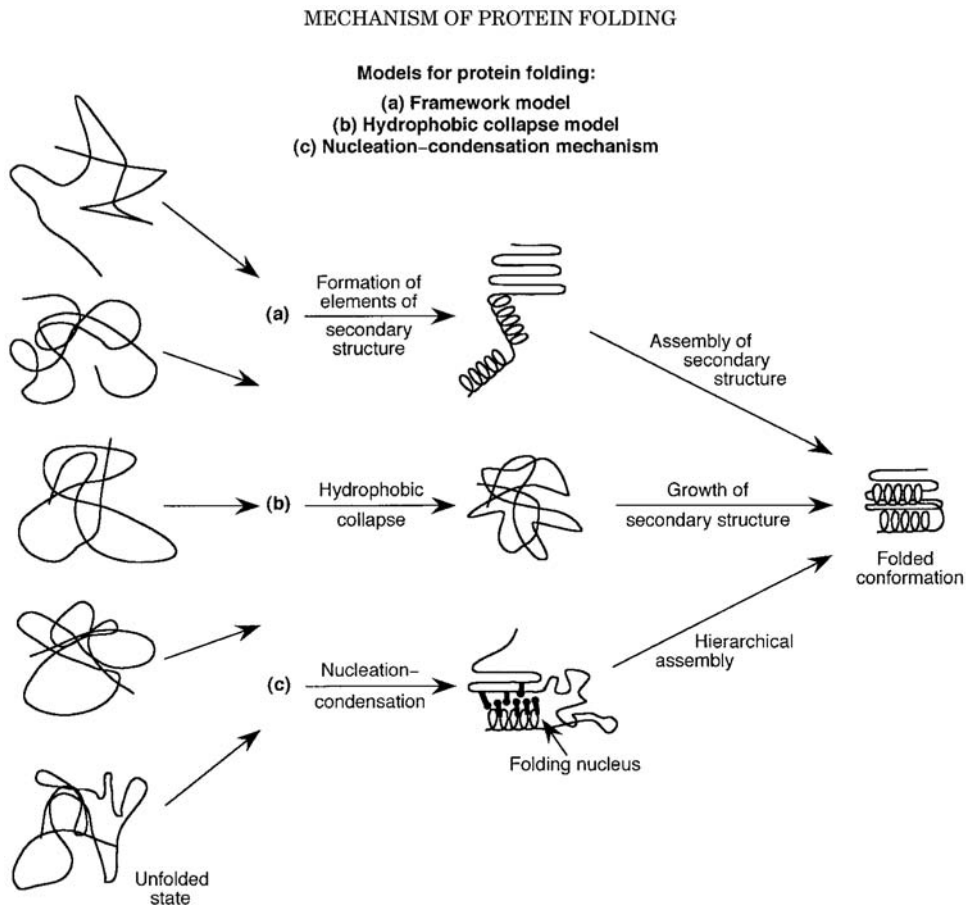 MECHANISM OF PROTEIN FOLDING
Models for protein folding:
(a) Framework model
(b) Hydrophobic collapse model
(c) Nucleation–condensation mechanism
(a)
Formation of
elements of
secondary
structure
Assembly of
secondary
structure
(b)
Hydrophobic
collapse
Growth of
secondary structure
Folded
conformation
(c)
Nucleation–
condensation
Hierarchical
assembly
Folding nucleus
Unfolded
state